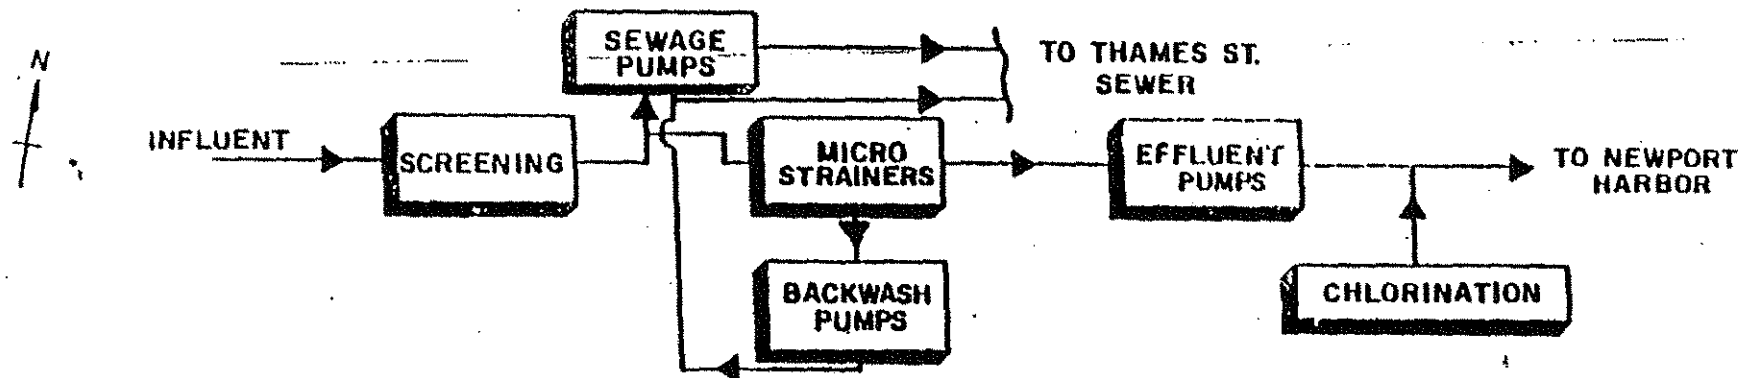 N
SEWAGE
PUMPS
TO THAMES ST.
SEWER
INFLUENT
SCREENING
MICRO
STRAINERS
EFFLUENT
PUMPS
TO NEWPORT
HARBOR
BACKWASH
PUMPS
CHLORINATION